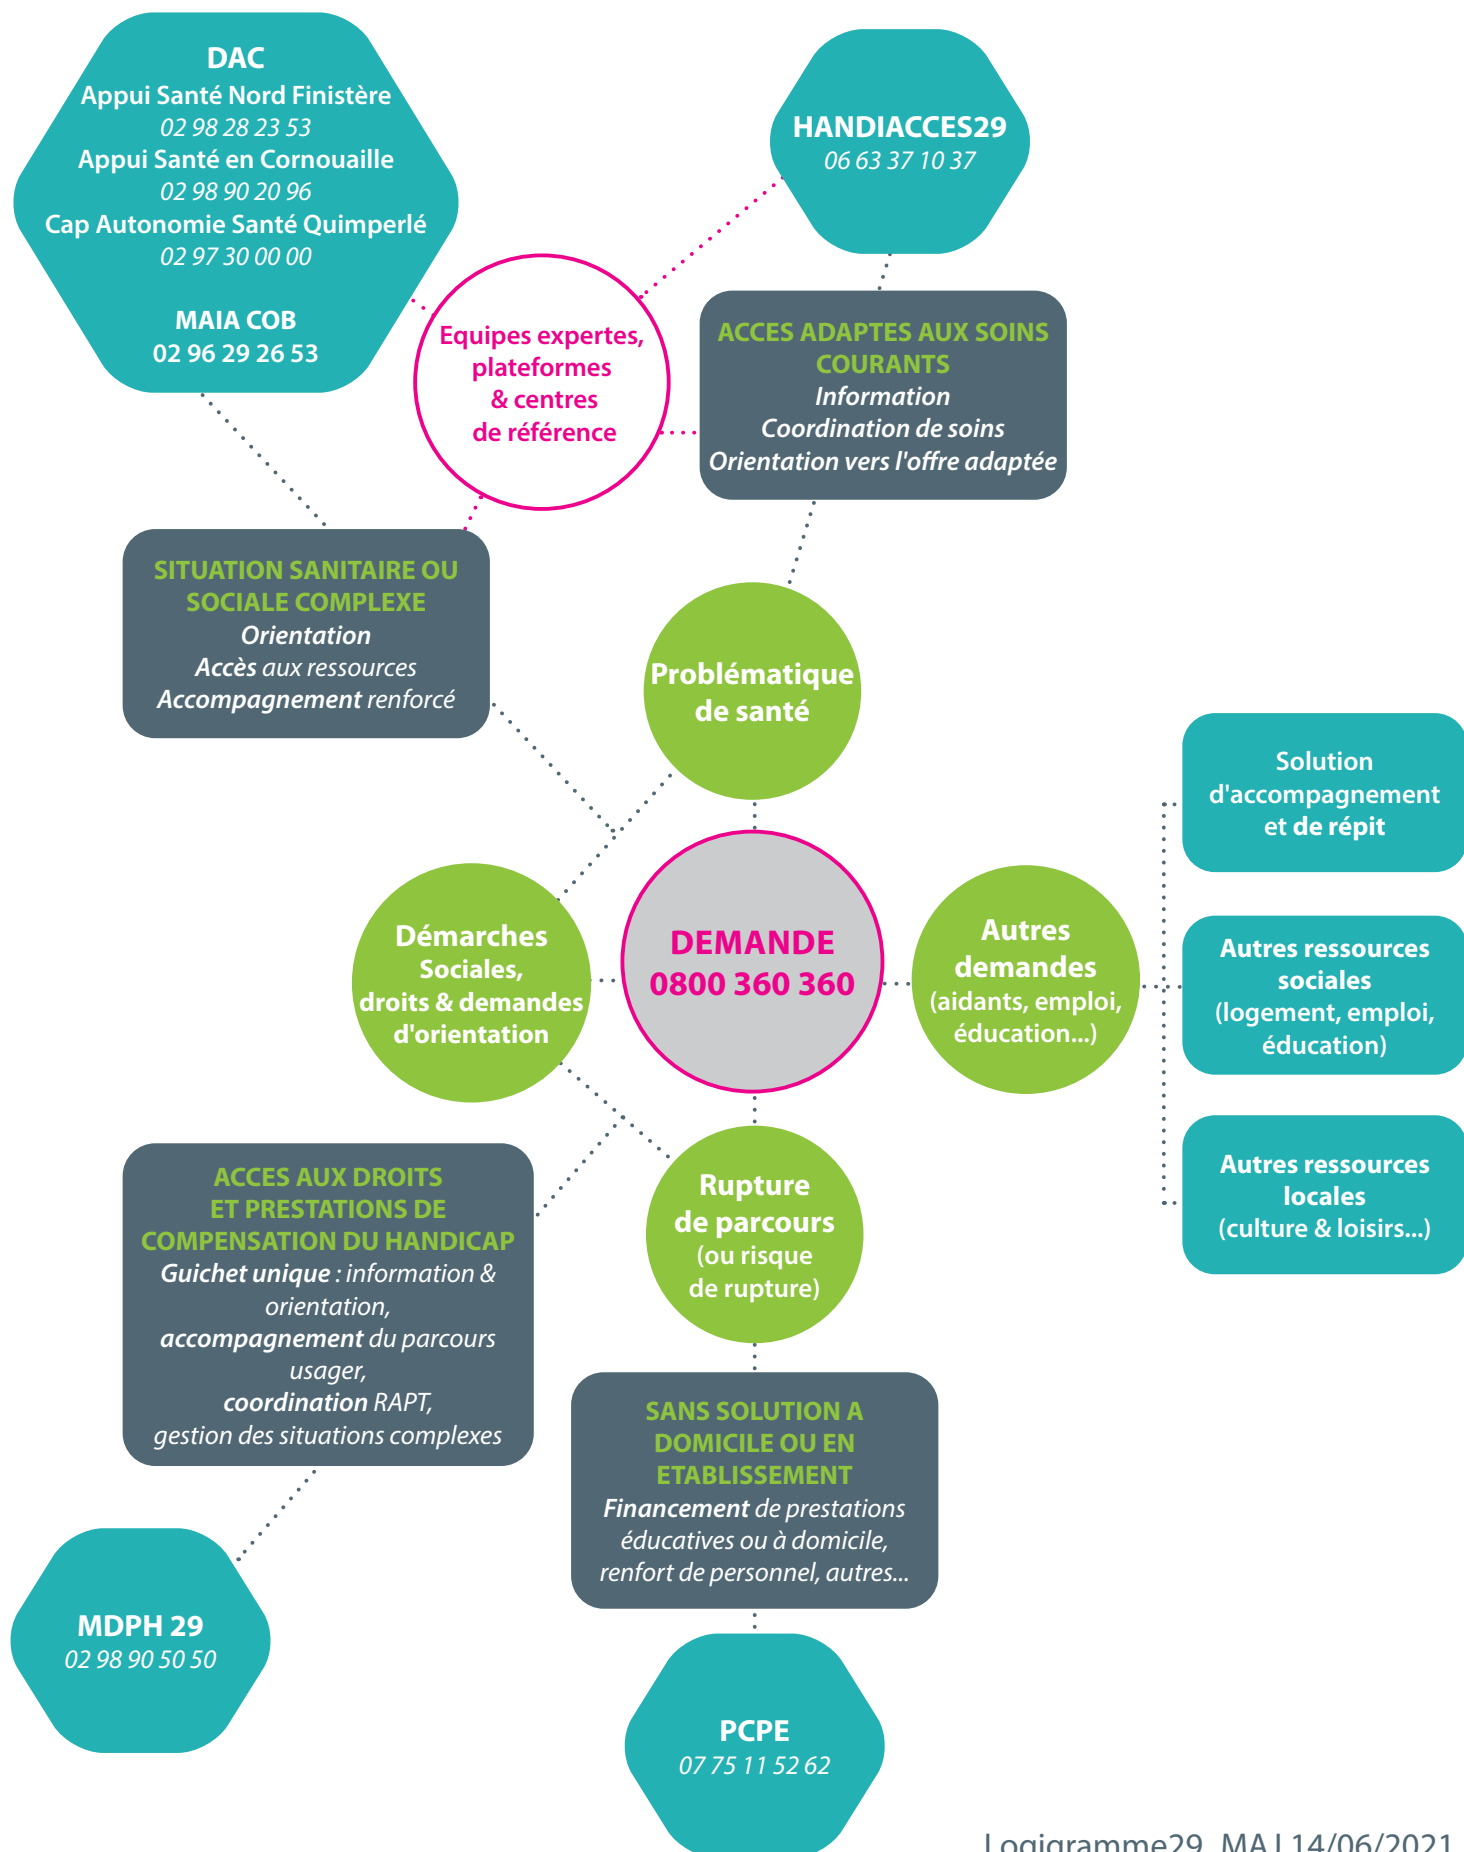 DAC
Appui Santé Nord Finistère
02 98 28 23 53
Appui Santé en Cornouaille
02 98 90 20 96
Cap Autonomie Santé Quimperlé
02 97 30 00 00
MAIA COB
02 96 29 26 53
HANDIACCES29
06 63 37 10 37
Equipes expertes,
plateformes
& centres
de référence
ACCES ADAPTES AUX SOINS
COURANTS
Information
Coordination de soins
Orientation vers l'offre adaptée
SITUATION SANITAIRE OU
SOCIALE COMPLEXE
Orientation
Accès aux ressources
Accompagnement renforcé
Problématique
de santé
Démarches
Sociales,
droits & demandes
d'orientation
DEMANDE
0800 360 360
Autres
demandes
(aidants, emploi,
éducation...)
Solution
d'accompagnement
et de répit
Autres ressources
sociales
(logement, emploi,
éducation)
Autres ressources
locales
(culture & loisirs...)
ACCES AUX DROITS
ET PRESTATIONS DE
COMPENSATION DU HANDICAP
Guichet unique : information &
orientation,
accompagnement du parcours
usager,
coordination RAPT,
gestion des situations complexes
Rupture
de parcours
(ou risque
de rupture)
SANS SOLUTION A
DOMICILE OU EN
ETABLISSEMENT
Financement de prestations
éducatives ou à domicile,
renfort de personnel, autres...
MDPH 29
02 98 90 50 50
PCPE
07 75 11 52 62
Logigramme29_MAJ 14/06/2021